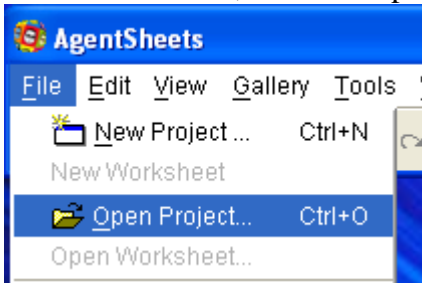 AgentSheets
File Edit View Gallery Tools
New Project ... Ctrl+N
New Worksheet
Open Project... Ctrl+O
Open Worksheet...